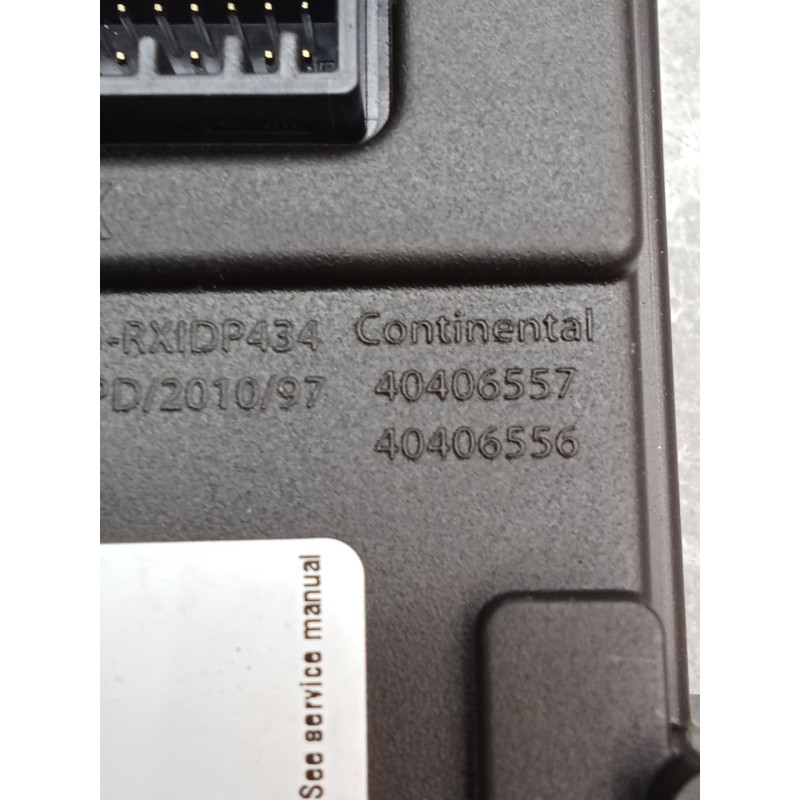 -RXIDP434 Continental
PD/2010/97 40406557
40406556
See service manual